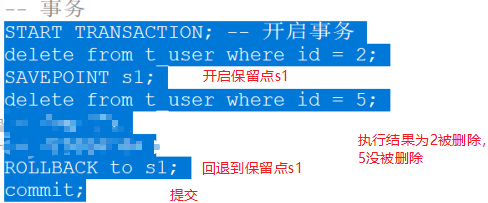 -- 事务
START TRANSACTION; -- 开启事务
delete from t_user where id = 2;
SAVEPOINT s1; 开启保留点s1
delete from t_user where id = 5;
执行结果为2被删除,
5没被删除
ROLLBACK to s1; 回退到保留点s1
commit; 提交